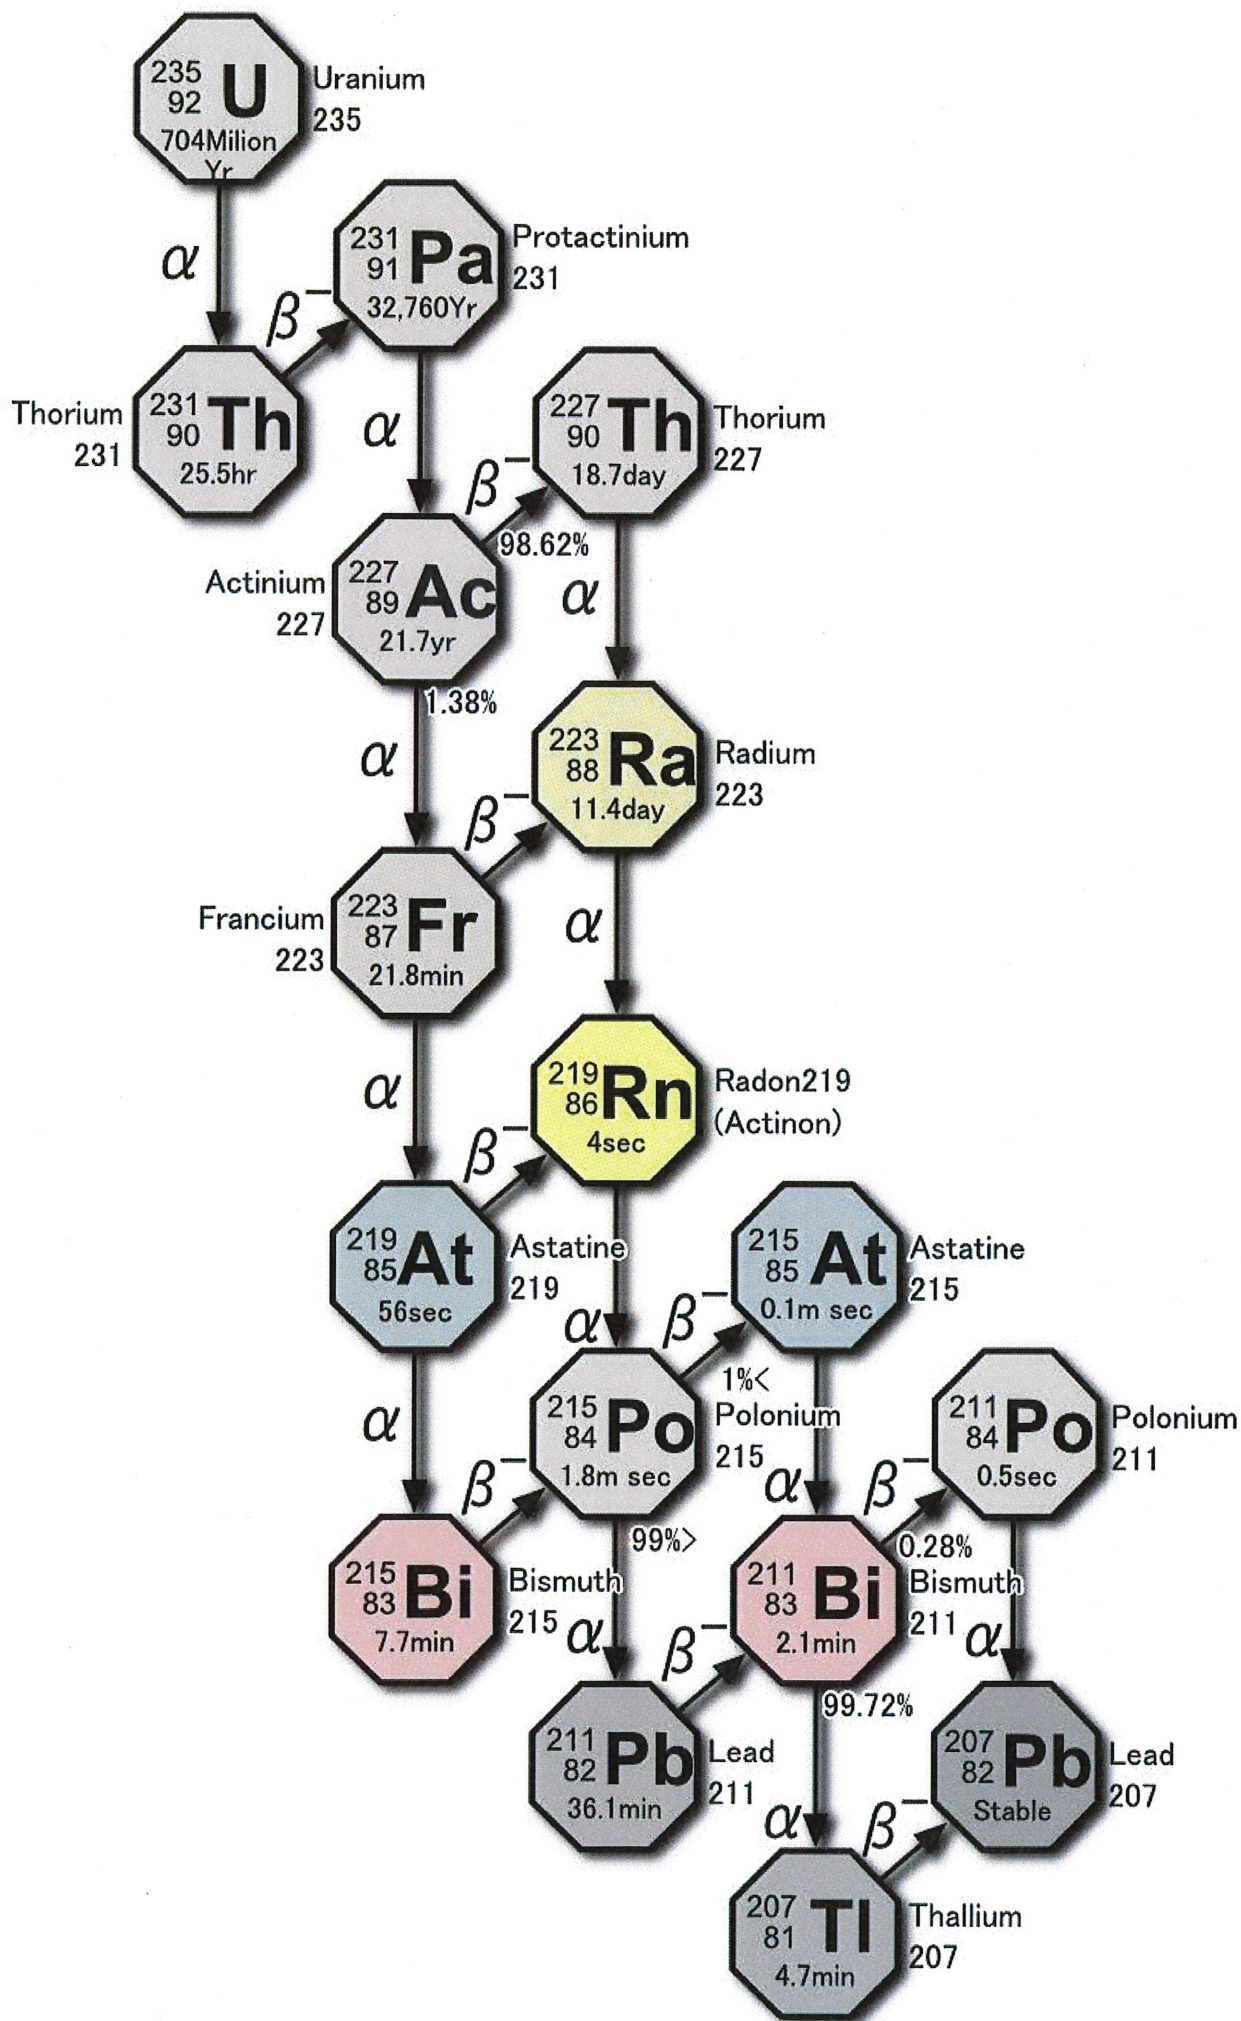 235
92 U
704Milion
Yr
Uranium
235
α
231
91 Pa
32,760Yr
Protactinium
231
β−
Thorium
231
231
90 Th
25.5hr
α
227
90 Th
18.7day
Thorium
227
β−
98.62%
Actinium
227
227
89 Ac
21.7yr
α
1.38%
α
223
88 Ra
11.4day
Radium
223
β−
Francium
223
223
87 Fr
21.8min
α
α
219
86 Rn
4sec
Radon219
(Actinon)
β−
219
85 At
56sec
Astatine
219
α
β−
215
85 At
0.1m sec
Astatine
215
1%<
α
215
84 Po
1.8m sec
Polonium
215
α
β−
211
84 Po
0.5sec
Polonium
211
β−
99%>
0.28%
215
83 Bi
7.7min
Bismuth
215
α
β−
211
83 Bi
2.1min
Bismuth
211
α
99.72%
211
82 Pb
36.1min
Lead
211
α
β−
207
82 Pb
Stable
Lead
207
207
81 Tl
4.7min
Thallium
207